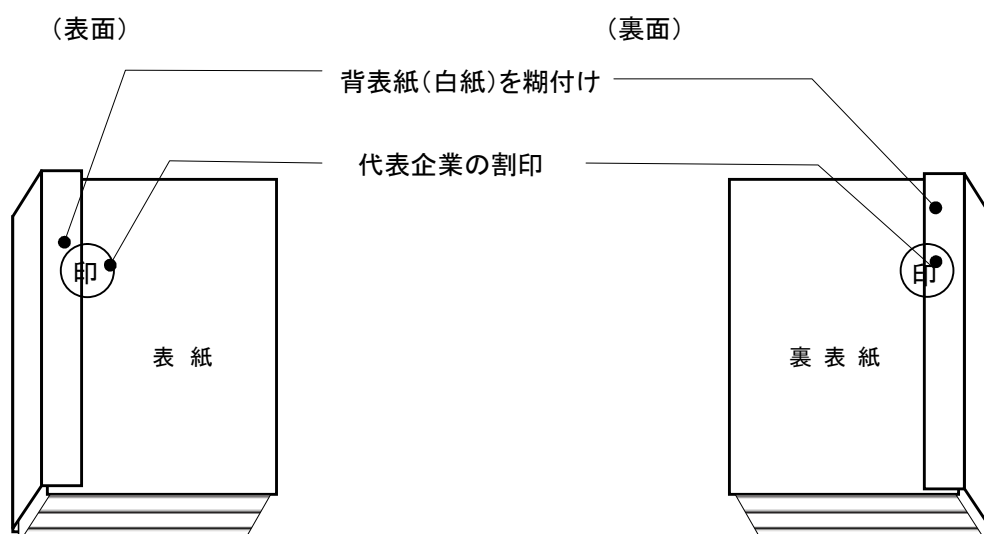 （表面）
（裏面）
背表紙（白紙）を糊付け
代表企業の割印
印
印
表 紙
裏 表 紙